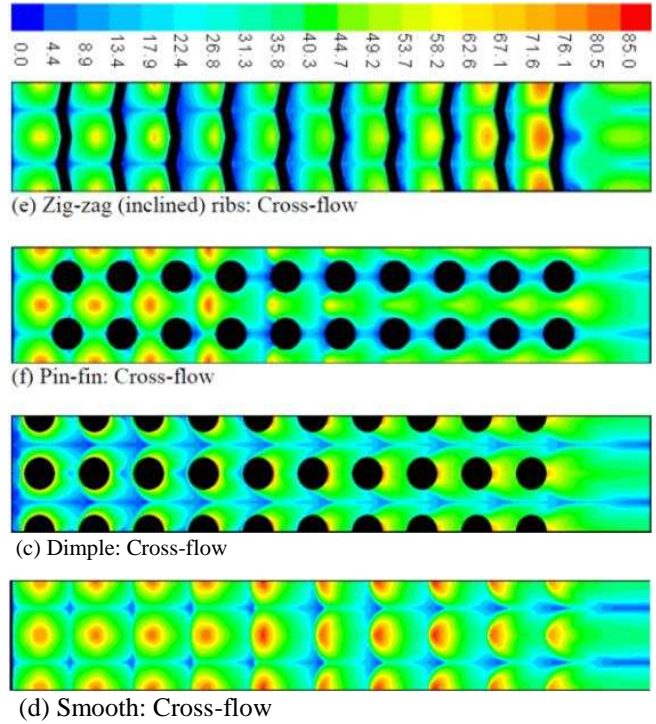 0.0 4.4 8.9 13.4 17.9 22.4 26.8 31.3 35.8 40.3 44.7 49.2 53.7 58.2 62.6 67.1 71.6 76.1 80.5 85.0
(e) Zig-zag (inclined) ribs: Cross-flow
(f) Pin-fin: Cross-flow
(c) Dimple: Cross-flow
(d) Smooth: Cross-flow